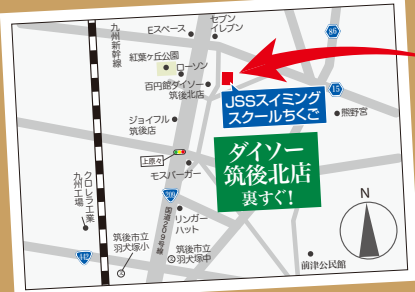 九州新幹線
Eスペース
セブン
イレブン
86
紅葉ヶ丘公園
ローソン
百円館ダイソー
筑後北店
45
JSSスイミング
スクールちくご
熊野宮
ジョイフル
筑後店
ダイソー
筑後北店
裏すぐ!
上原々
モスバーガー
N
クロレラ工業
九州工場
209
国道209号線
リンガー
ハット
筑後市立
羽犬塚小
筑後市立
羽犬塚中
442
前津公民館